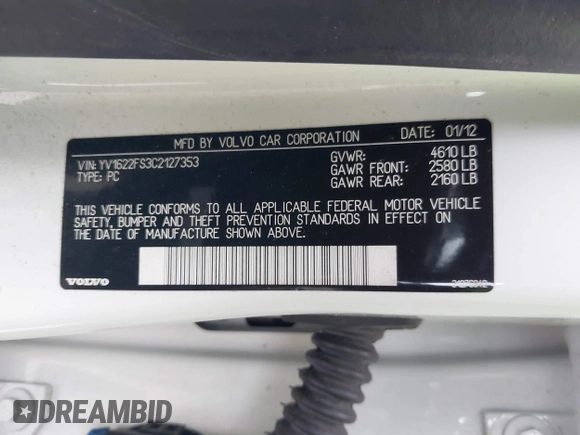 MFD BY VOLVO CAR CORPORATION DATE: 01/12
VIN: YV1622FS3C2127353 GVWR: 4610 LB
TYPE: PC GAWR FRONT: 2580 LB
GAWR REAR: 2160 LB
THIS VEHICLE CONFORMS TO ALL APPLICABLE FEDERAL MOTOR VEHICLE
SAFETY, BUMPER AND THEFT PREVENTION STANDARDS IN EFFECT ON
THE DATE OF MANUFACTURE SHOWN ABOVE.
VOLVO
DREAMBID